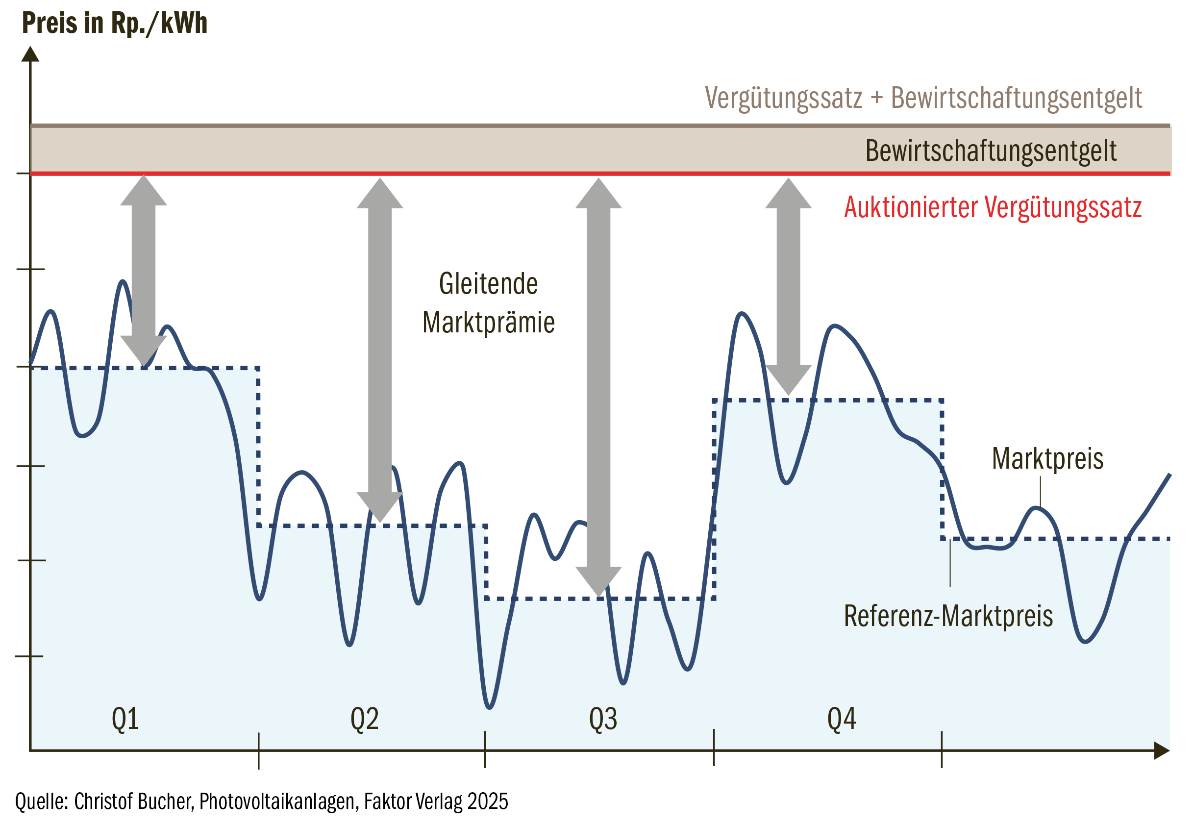 Preis in Rp./kWh
Vergütungssatz + Bewirtschaftungsentgelt
Bewirtschaftungsentgelt
Auktionierter Vergütungssatz
Gleitende
Marktprämie
Marktpreis
Referenz-Marktpreis
Q1
Q2
Q3
Q4
Quelle: Christof Bucher, Photovoltaikanlagen, Faktor Verlag 2025